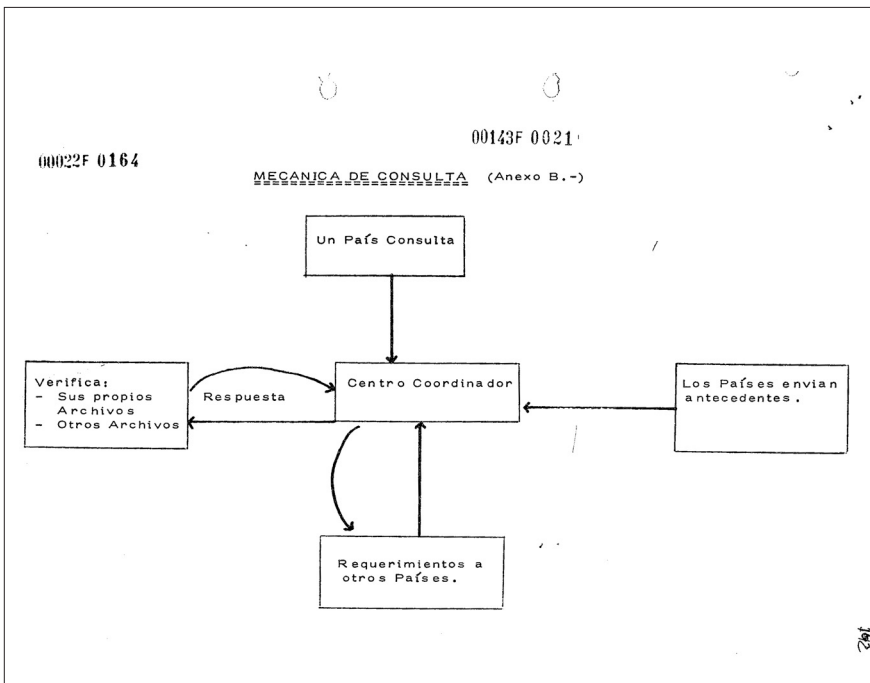 00143F 0021
00022F 0164
MECANICA DE CONSULTA (Anexo B.-)
Un País Consulta
Verifica:
- Sus propios
Archivos
- Otros Archivos
Respuesta
Centro Coordinador
Los Países envian
antecedentes.
Requerimientos a
otros Países.